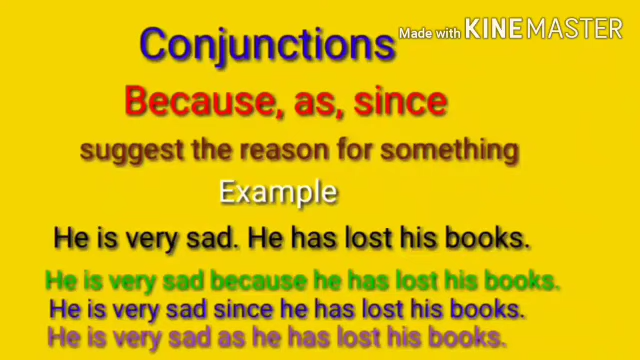 Conjunctions
Made with KINEMASTER
Because, as, since
suggest the reason for something
Example
He is very sad. He has lost his books.
He is very sad because he has lost his books.
He is very sad since he has lost his books.
He is very sad as he has lost his books.